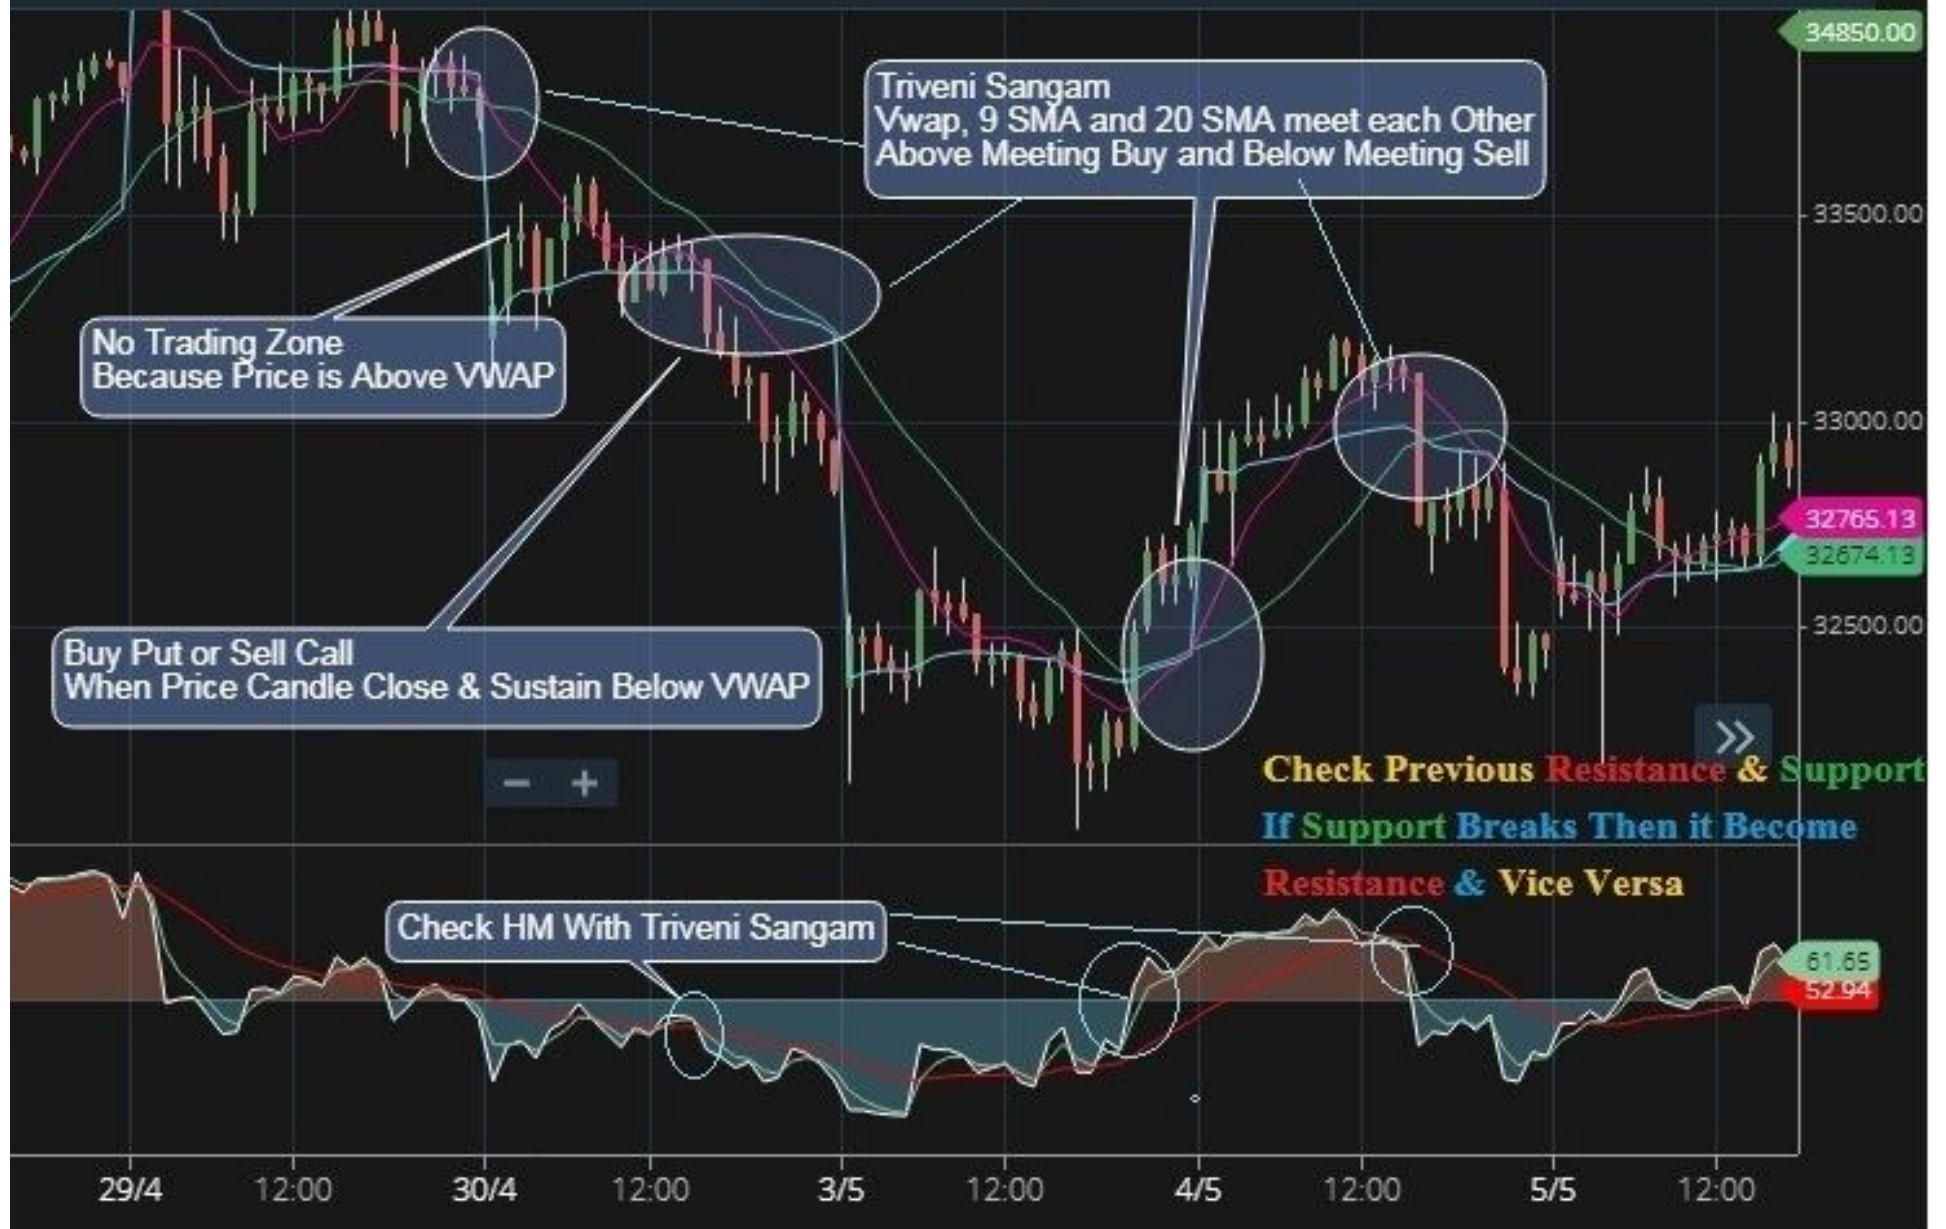 34850.00
Triveni Sangam
Vwap, 9 SMA and 20 SMA meet each Other
Above Meeting Buy and Below Meeting Sell
33500.00
No Trading Zone
Because Price is Above VWAP
33000.00
32765.13
32674.13
32500.00
Buy Put or Sell Call
When Price Candle Close & Sustain Below VWAP
− +
»
Check Previous Resistance & Support
If Support Breaks Then it Become
Resistance & Vice Versa
Check HM With Triveni Sangam
61.65
52.94
29/4 12:00 30/4 12:00 3/5 12:00 4/5 12:00 5/5 12:00